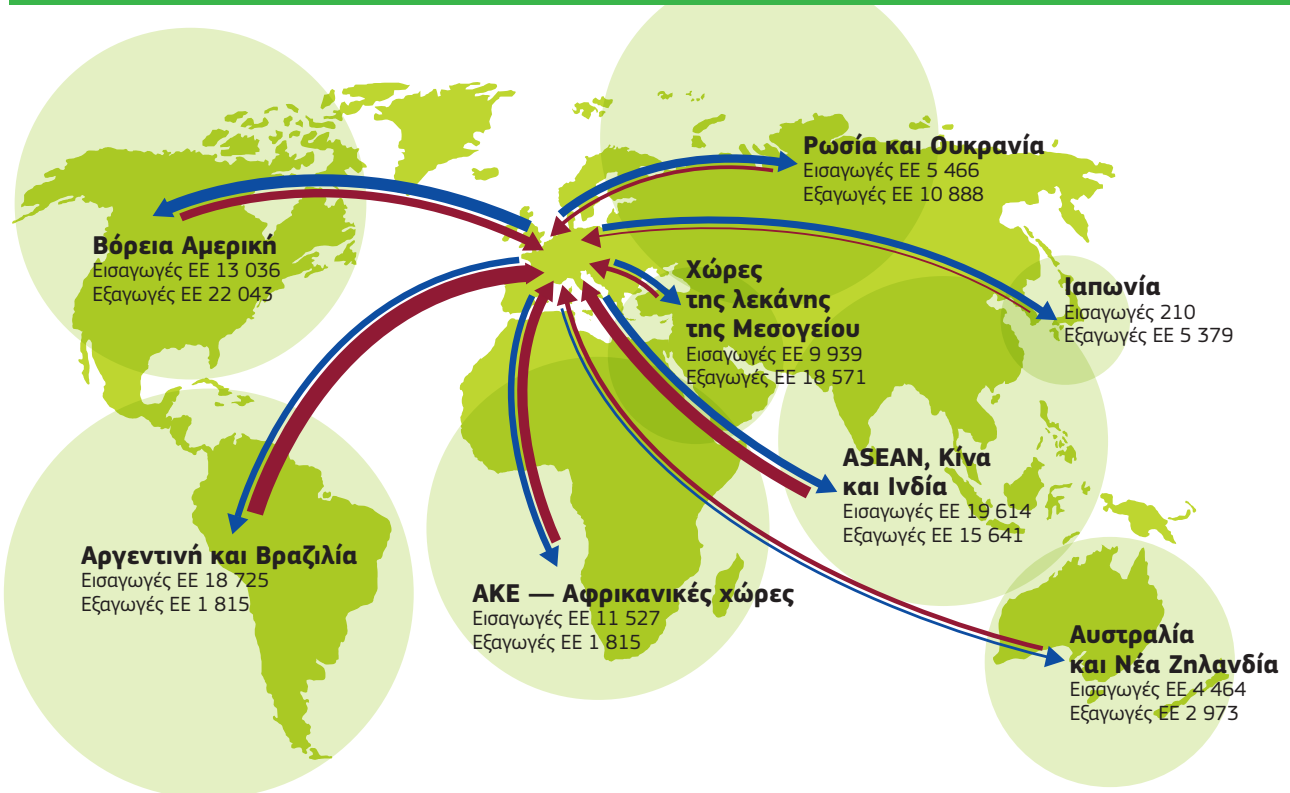 Ρωσία και Ουκρανία
Εισαγωγές ΕΕ 5 466
Εξαγωγές ΕΕ 10 888
Βόρεια Αμερική
Εισαγωγές ΕΕ 13 036
Εξαγωγές ΕΕ 22 043
Χώρες
της λεκάνης
της Μεσογείου
Εισαγωγές ΕΕ 9 939
Εξαγωγές ΕΕ 18 571
Ιαπωνία
Εισαγωγές 210
Εξαγωγές ΕΕ 5 379
ASEAN, Κίνα
και Ινδία
Εισαγωγές ΕΕ 19 614
Εξαγωγές ΕΕ 15 641
Αργεντινή και Βραζιλία
Εισαγωγές ΕΕ 18 725
Εξαγωγές ΕΕ 1 815
ΑΚΕ — Αφρικανικές χώρες
Εισαγωγές ΕΕ 11 527
Εξαγωγές ΕΕ 1 815
Αυστραλία
και Νέα Ζηλανδία
Εισαγωγές ΕΕ 4 464
Εξαγωγές ΕΕ 2 973